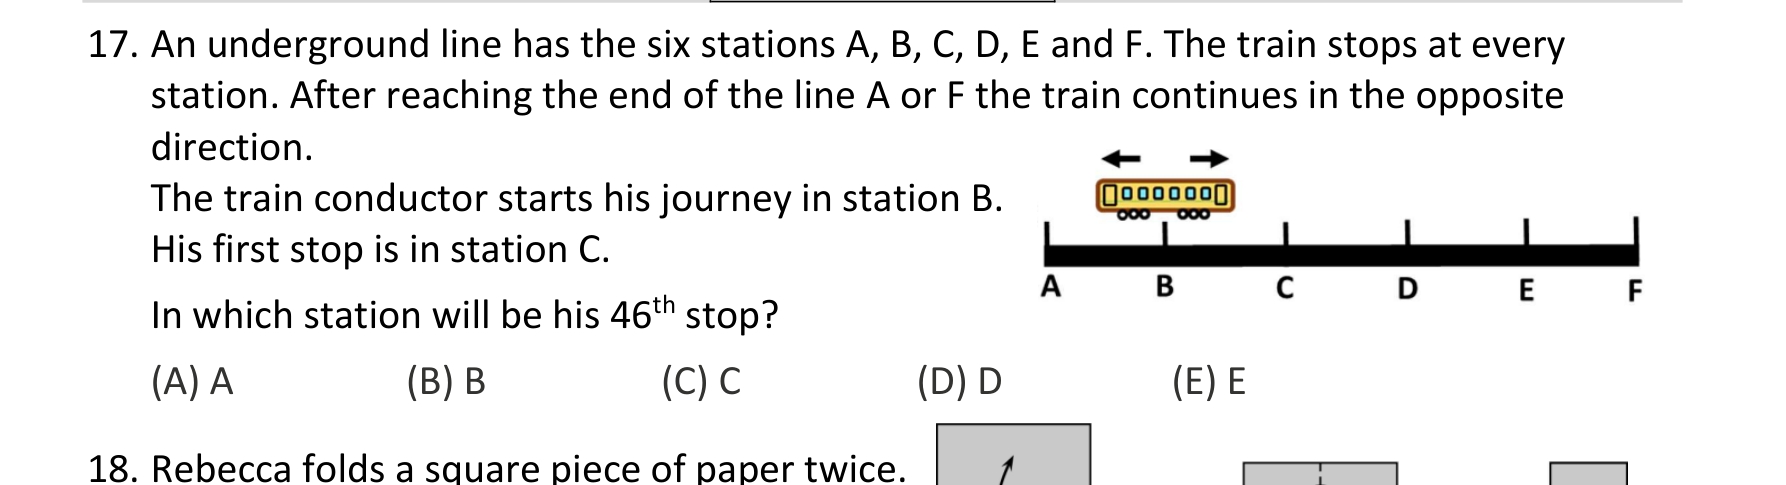 17. An underground line has the six stations A, B, C, D, E and F. The train stops at every
station. After reaching the end of the line A or F the train continues in the opposite
direction.
The train conductor starts his journey in station B.
His first stop is in station C.
A B C D E F
In which station will be his 46th stop?
(A) A (B) B (C) C (D) D (E) E
18. Rebecca folds a square piece of paper twice.